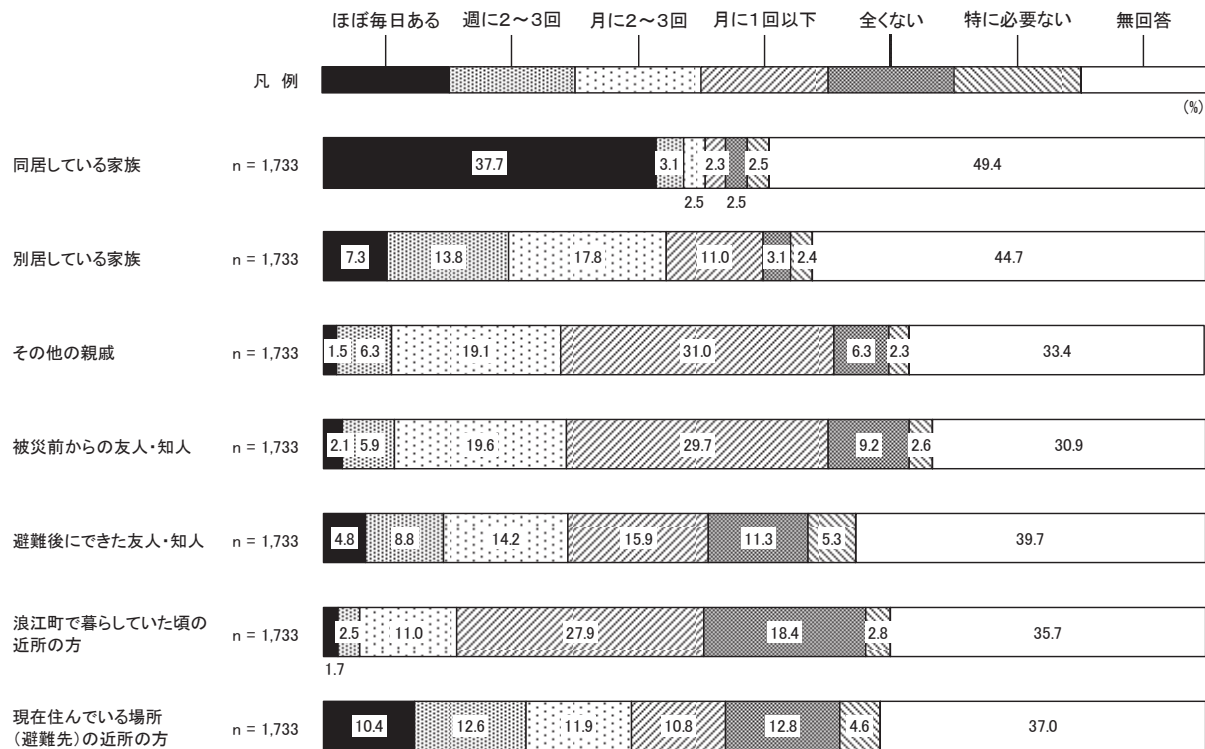 ほぼ毎日ある 週に2~3回 月に2~3回 月に1回以下 全くない 特に必要ない 無回答
凡 例
(%)
同居している家族 n = 1,733 37.7 3.1 2.3 2.5 49.4
2.5 2.5
別居している家族 n = 1,733 7.3 13.8 17.8 11.0 3.1 2.4 44.7
その他の親戚 n = 1,733 1.5 6.3 19.1 31.0 6.3 2.3 33.4
被災前からの友人・知人 n = 1,733 2.1 5.9 19.6 29.7 9.2 2.6 30.9
避難後にできた友人・知人 n = 1,733 4.8 8.8 14.2 15.9 11.3 5.3 39.7
浪江町で暮らしていた頃の
近所の方 n = 1,733 2.5 11.0 27.9 18.4 2.8 35.7
1.7
現在住んでいる場所
(避難先)の近所の方 n = 1,733 10.4 12.6 11.9 10.8 12.8 4.6 37.0